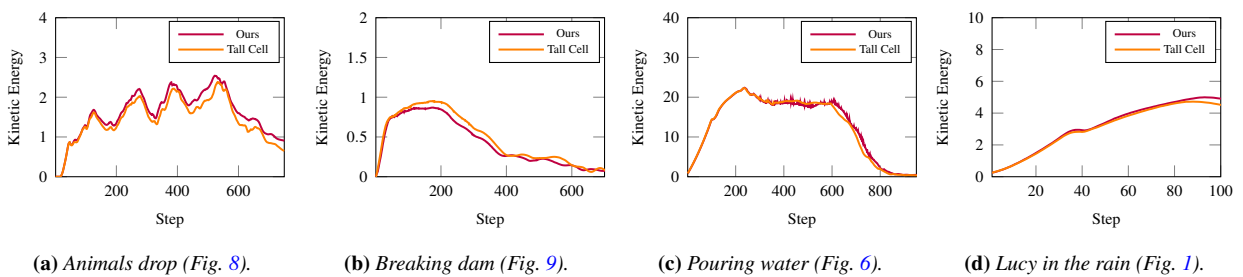 4
3
2
1
0
200
400
600
Kinetic Energy
Step
Ours
Tall Cell
(a) Animals drop (Fig. 8).
2
1.5
1
0.5
0
200
400
600
Kinetic Energy
Step
Ours
Tall Cell
(b) Breaking dam (Fig. 9).
40
30
20
10
0
200
400
600
800
Kinetic Energy
Step
Ours
Tall Cell
(c) Pouring water (Fig. 6).
10
8
6
4
2
0
20
40
60
80
100
Kinetic Energy
Step
Ours
Tall Cell
(d) Lucy in the rain (Fig. 1).